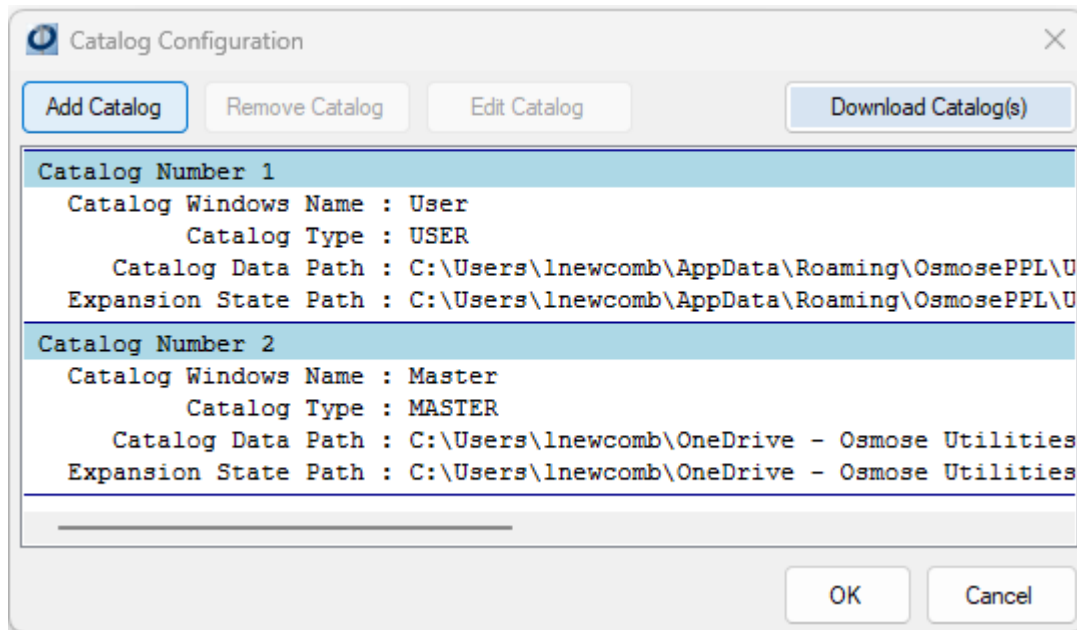 Catalog Configuration
Add Catalog Remove Catalog Edit Catalog Download Catalog(s)
Catalog Number 1
Catalog Windows Name : User
Catalog Type : USER
Catalog Data Path : C:\Users\lnewcomb\AppData\Roaming\OsmosePPL\U
Expansion State Path : C:\Users\lnewcomb\AppData\Roaming\OsmosePPL\U
Catalog Number 2
Catalog Windows Name : Master
Catalog Type : MASTER
Catalog Data Path : C:\Users\lnewcomb\OneDrive - Osmose Utilities
Expansion State Path : C:\Users\lnewcomb\OneDrive - Osmose Utilities
OK Cancel